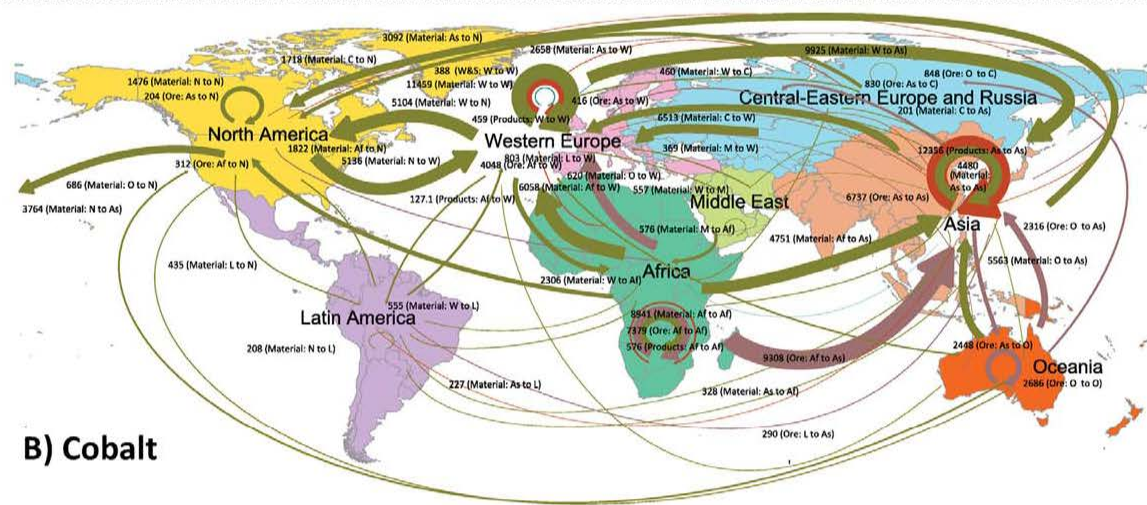 3092 (Material: As to N)
2658 (Material: As to W)
9925 (Material: W to As)
1718 (Material: C to N)
388 (W&S: W to W)
460 (Material: W to C)
848 (Ore: O to C)
1476 (Material: N to N)
11459 (Material: W to W)
830 (Ore: As to C)
204 (Ore: As to N)
5104 (Material: W to N)
416 (Ore: As to W)
Central-Eastern Europe and Russia
201 (Material: C to As)
459 (Products: W to W)
6513 (Material: C to W)
North America
Western Europe
1822 (Material: Af to N)
369 (Material: M to W)
12356 (Products: As to As)
5136 (Material: N to W)
803 (Material: L to W)
312 (Ore: Af to N)
4048 (Ore: Af to W)
4480
(Material:
As to As)
620 (Material: O to W)
686 (Material: O to N)
6058 (Material: Af to W)
557 (Material: W to M)
127.1 (Products: Af to W)
Middle East
6737 (Ore: As to As)
3764 (Material: N to As)
576 (Material: M to Af)
4751 (Material: Af to As)
Asia
2316 (Ore: O to As)
435 (Material: L to N)
Africa
5563 (Material: O to As)
2306 (Material: W to Af)
555 (Material: W to L)
Latin America
8941 (Material: Af to Af)
7379 (Ore: Af to Af)
208 (Material: N to L)
576 (Products: Af to Af)
2448 (Ore: As to O)
9308 (Ore: Af to As)
Oceania
227 (Material: As to L)
328 (Material: As to Af)
2686 (Ore: O to O)
290 (Ore: L to As)
B) Cobalt